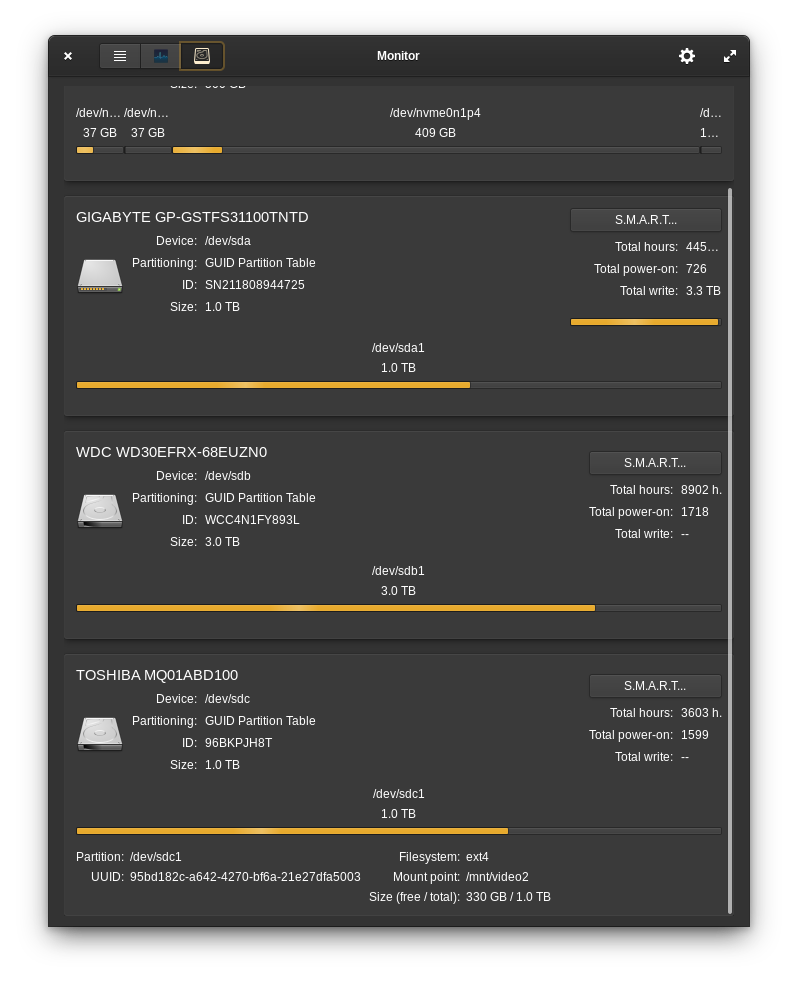 Monitor
/dev/n… /dev/n… /dev/nvme0n1p4 /d…
37 GB 37 GB 409 GB 1…
GIGABYTE GP-GSTFS31100TNTD
S.M.A.R.T...
Device: /dev/sda
Total hours: 445…
Partitioning: GUID Partition Table
Total power-on: 726
ID: SN211808944725
Total write: 3.3 TB
Size: 1.0 TB
/dev/sda1
1.0 TB
WDC WD30EFRX-68EUZN0
S.M.A.R.T...
Device: /dev/sdb
Total hours: 8902 h.
Partitioning: GUID Partition Table
Total power-on: 1718
ID: WCC4N1FY893L
Total write: --
Size: 3.0 TB
/dev/sdb1
3.0 TB
TOSHIBA MQ01ABD100
S.M.A.R.T...
Device: /dev/sdc
Total hours: 3603 h.
Partitioning: GUID Partition Table
Total power-on: 1599
ID: 96BKPJH8T
Total write: --
Size: 1.0 TB
/dev/sdc1
1.0 TB
Partition: /dev/sdc1 Filesystem: ext4
UUID: 95bd182c-a642-4270-bf6a-21e27dfa5003 Mount point: /mnt/video2
Size (free / total): 330 GB / 1.0 TB